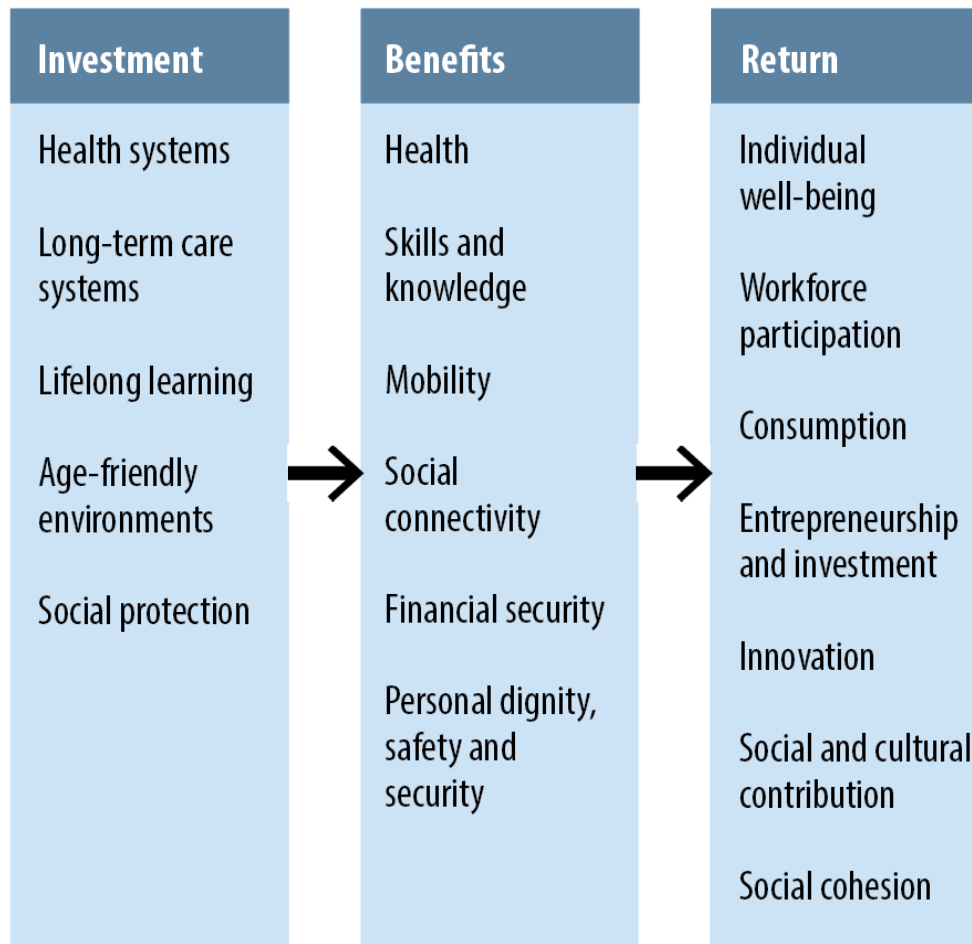 Investment
Health systems
Long-term care
systems
Lifelong learning
Age-friendly
environments
Social protection
Benefits
Health
Skills and
knowledge
Mobility
Social
connectivity
Financial security
Personal dignity,
safety and
security
Return
Individual
well-being
Workforce
participation
Consumption
Entrepreneurship
and investment
Innovation
Social and cultural
contribution
Social cohesion